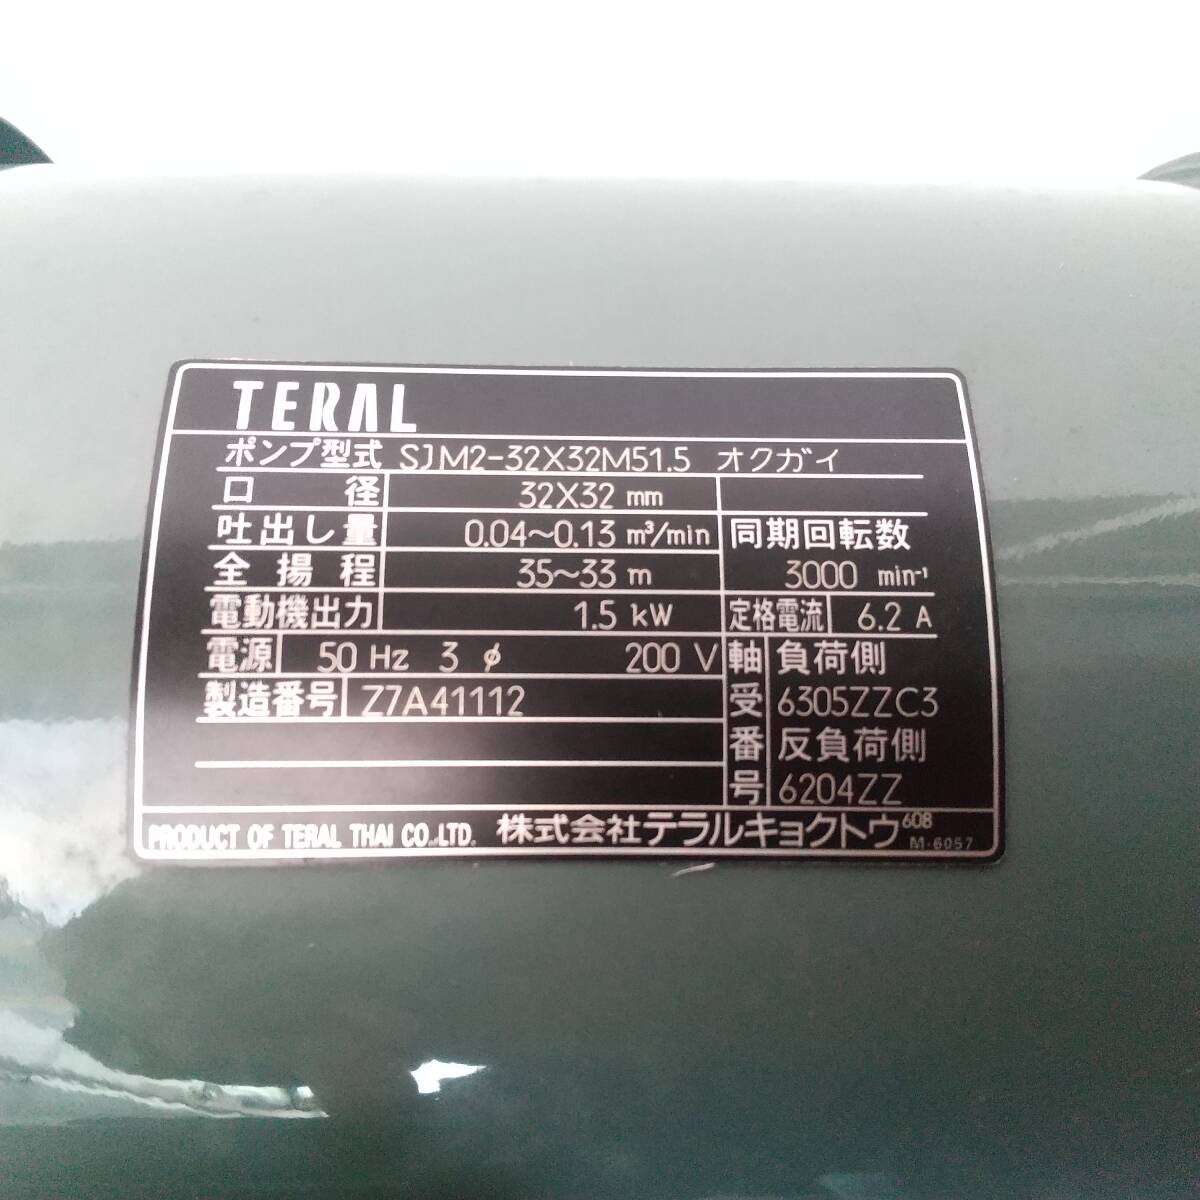 TERAL
ポンプ型式 SJM2-32X32M51.5 オクガイ
口径 32X32 mm
吐出し量 0.04~0.13 m³/min
全揚程 35~33 m
電動機出力 1.5 kW
同期回転数
3000 min⁻¹
定格電流 6.2 A
電源 50 Hz 3 φ 200 V
製造番号 Z7A41112
軸受番号
負荷側
6305ZZC3
反負荷側
6204ZZ
PRODUCT OF TERAL THAI CO.,LTD. 株式会社テラルキョクトウ 608
M-6057